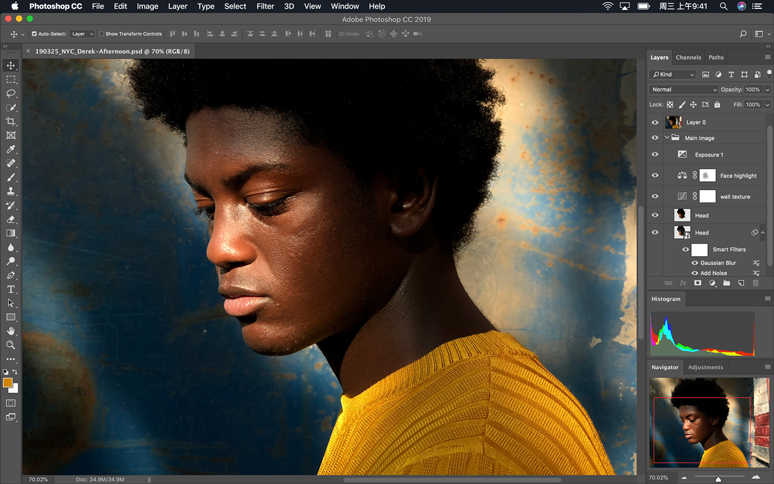 Photoshop CC File Edit Image Layer Type Select Filter 3D View Window Help 周三 上午9:41
Adobe Photoshop CC 2019
Auto-Select: Layer Show Transform Controls 3D Mode:
× 190325_NYC_Derek-Afternoon.psd @ 70% (RGB/8)
Layers Channels Paths
Kind
Normal Opacity: 100%
Lock: Fill: 100%
Layer 0
Main image
Exposure 1
Face highlight
wall texture
Head
Head
Smart Filters
Gaussian Blur
Add Noise
fx
Histogram
Navigator Adjustments
70.02%
70.02% Doc: 34.9M/34.9M